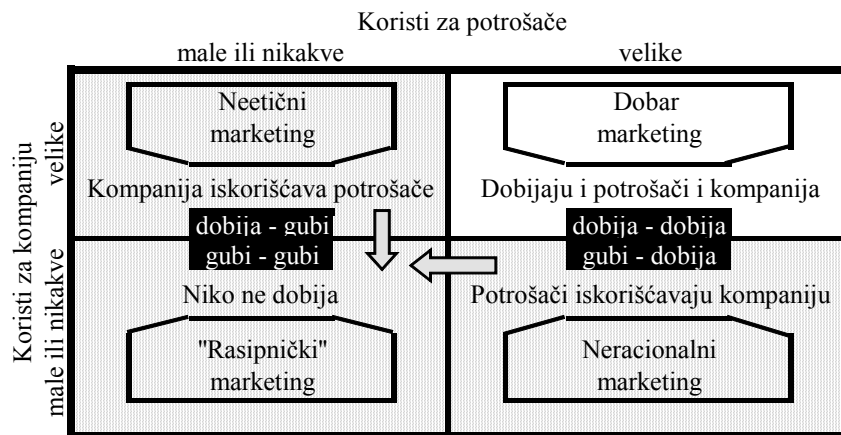 Koristi za potrošače
male ili nikakve
velike
Koristi za kompaniju
velike
male ili nikakve
Neetični
marketing
Kompanija iskorišćava potrošače
dobija - gubi
Dobar
marketing
Dobijaju i potrošači i kompanija
dobija - dobija
gubi - gubi
Niko ne dobija
"Rasipnički"
marketing
gubi - dobija
Potrošači iskorišćavaju kompaniju
Neracionalni
marketing